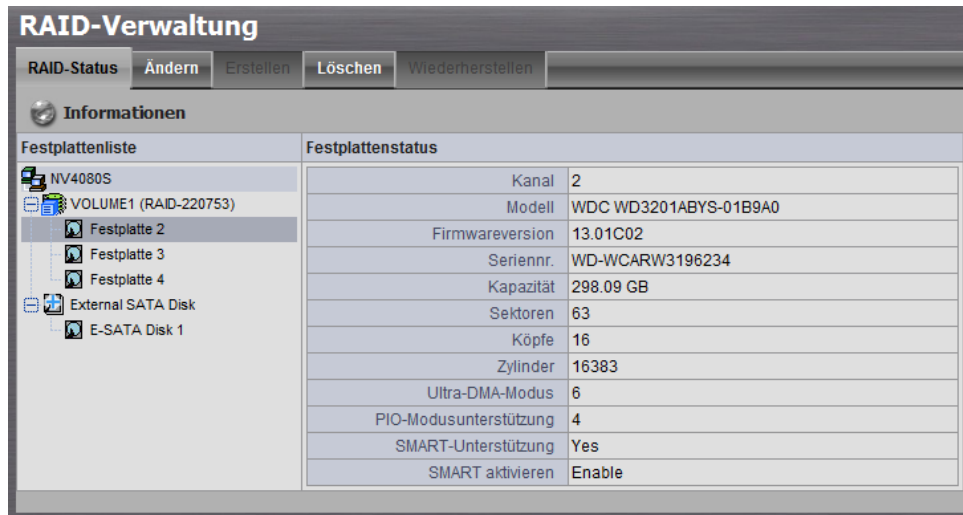 RAID-Verwaltung
RAID-Status Ändern Erstellen Löschen Wiederherstellen
Informationen
Festplattenliste Festplattenstatus
NV4080S
VOLUME1 (RAID-220753)
Festplatte 2
Festplatte 3
Festplatte 4
External SATA Disk
E-SATA Disk 1
Kanal 2
Modell WDC WD3201ABYS-01B9A0
Firmwareversion 13.01C02
Seriennr. WD-WCARW3196234
Kapazität 298.09 GB
Sektoren 63
Köpfe 16
Zylinder 16383
Ultra-DMA-Modus 6
PIO-Modusunterstützung 4
SMART-Unterstützung Yes
SMART aktivieren Enable